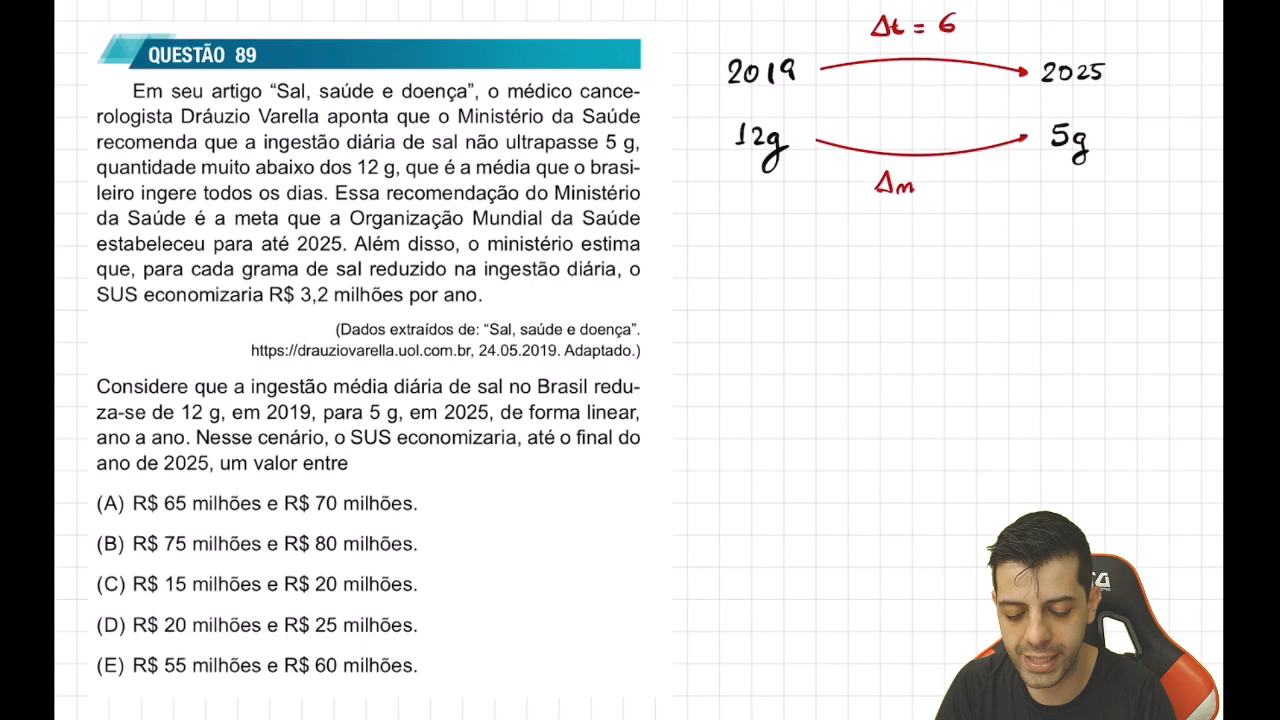 QUESTÃO 89
Em seu artigo “Sal, saúde e doença”, o médico cance-
rologista Dráuzio Varella aponta que o Ministério da Saúde
recomenda que a ingestão diária de sal não ultrapasse 5 g,
quantidade muito abaixo dos 12 g, que é a média que o brasi-
leiro ingere todos os dias. Essa recomendação do Ministério
da Saúde é a meta que a Organização Mundial da Saúde
estabeleceu para até 2025. Além disso, o ministério estima
que, para cada grama de sal reduzido na ingestão diária, o
SUS economizaria R$ 3,2 milhões por ano.
(Dados extraídos de: “Sal, saúde e doença”.
https://drauziovarella.uol.com.br, 24.05.2019. Adaptado.)
Considere que a ingestão média diária de sal no Brasil redu-
za-se de 12 g, em 2019, para 5 g, em 2025, de forma linear,
ano a ano. Nesse cenário, o SUS economizaria, até o final do
ano de 2025, um valor entre
(A) R$ 65 milhões e R$ 70 milhões.
(B) R$ 75 milhões e R$ 80 milhões.
(C) R$ 15 milhões e R$ 20 milhões.
(D) R$ 20 milhões e R$ 25 milhões.
(E) R$ 55 milhões e R$ 60 milhões.
Δt = 6
2019 2025
12g 5g
Δm